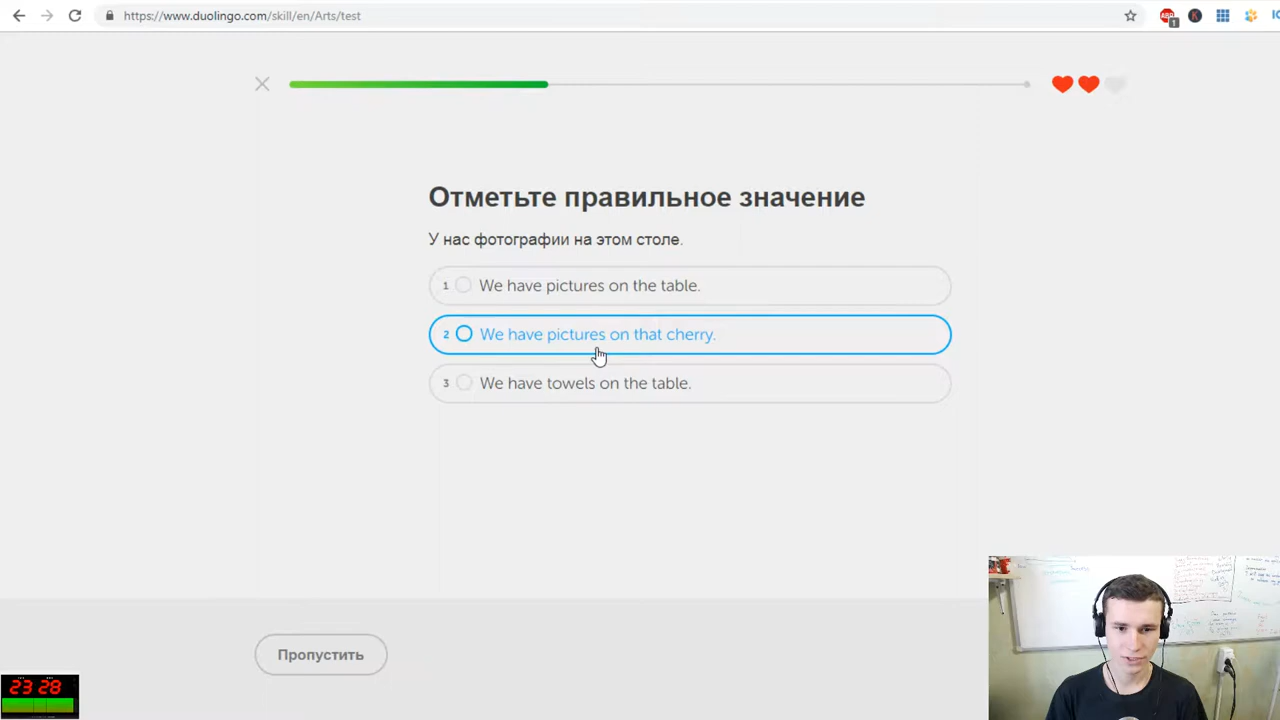 https://www.duolingo.com/skill/en/Arts/test
Отметьте правильное значение
У нас фотографии на этом столе.
1 We have pictures on the table.
2 We have pictures on that cherry.
3 We have towels on the table.
Пропустить
23 28